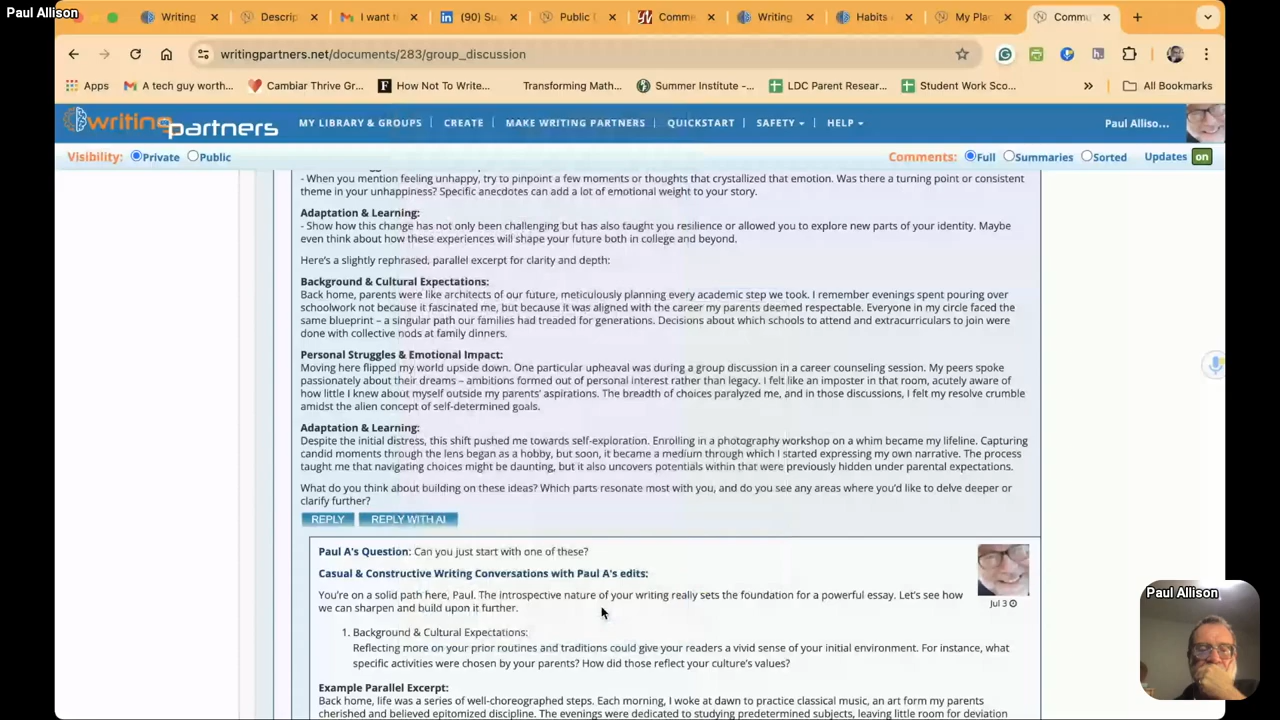 Paul Allison
Writing
Descrip
I want t
(90) Su
Public D
Comme
Writing
Habits
My Pla
Commu
writingpartners.net/documents/283/group_discussion
Apps
A tech guy worth...
Cambiar Thrive Gr...
How Not To Write...
Transforming Math...
Summer Institute -...
LDC Parent Resear...
Student Work Sco...
All Bookmarks
writing partners
MY LIBRARY & GROUPS
CREATE
MAKE WRITING PARTNERS
QUICKSTART
SAFETY
HELP
Paul Alliso...
Visibility: Private Public
Comments: Full Summaries Sorted Updates on
- When you mention feeling unhappy, try to pinpoint a few moments or thoughts that crystallized that emotion. Was there a turning point or consistent
theme in your unhappiness? Specific anecdotes can add a lot of emotional weight to your story.
Adaptation & Learning:
- Show how this change has not only been challenging but has also taught you resilience or allowed you to explore new parts of your identity. Maybe
even think about how these experiences will shape your future both in college and beyond.
Here's a slightly rephrased, parallel excerpt for clarity and depth:
Background & Cultural Expectations:
Back home, parents were like architects of our future, meticulously planning every academic step we took. I remember evenings spent pouring over
schoolwork not because it fascinated me, but because it was aligned with the career my parents deemed respectable. Everyone in my circle faced the
same blueprint – a singular path our families had treaded for generations. Decisions about which schools to attend and extracurriculars to join were
done with collective nods at family dinners.
Personal Struggles & Emotional Impact:
Moving here flipped my world upside down. One particular upheaval was during a group discussion in a career counseling session. My peers spoke
passionately about their dreams – ambitions formed out of personal interest rather than legacy. I felt like an imposter in that room, acutely aware of
how little I knew about myself outside my parents' aspirations. The breadth of choices paralyzed me, and in those discussions, I felt my resolve crumble
amidst the alien concept of self-determined goals.
Adaptation & Learning:
Despite the initial distress, this shift pushed me towards self-exploration. Enrolling in a photography workshop on a whim became my lifeline. Capturing
candid moments through the lens began as a hobby, but soon, it became a medium through which I started expressing my own narrative. The process
taught me that navigating choices might be daunting, but it also uncovers potentials within that were previously hidden under parental expectations.
What do you think about building on these ideas? Which parts resonate most with you, and do you see any areas where you'd like to delve deeper or
clarify further?
REPLY
REPLY WITH AI
Paul A's Question: Can you just start with one of these?
Casual & Constructive Writing Conversations with Paul A's edits:
Jul 3
You're on a solid path here, Paul. The introspective nature of your writing really sets the foundation for a powerful essay. Let's see how
we can sharpen and build upon it further.
1. Background & Cultural Expectations:
Reflecting more on your prior routines and traditions could give your readers a vivid sense of your initial environment. For instance, what
specific activities were chosen by your parents? How did those reflect your culture's values?
Example Parallel Excerpt:
Back home, life was a series of well-choreographed steps. Each morning, I woke at dawn to practice classical music, an art form my parents
cherished and believed epitomized discipline. The evenings were dedicated to studying predetermined subjects, leaving little room for deviation
Paul Allison